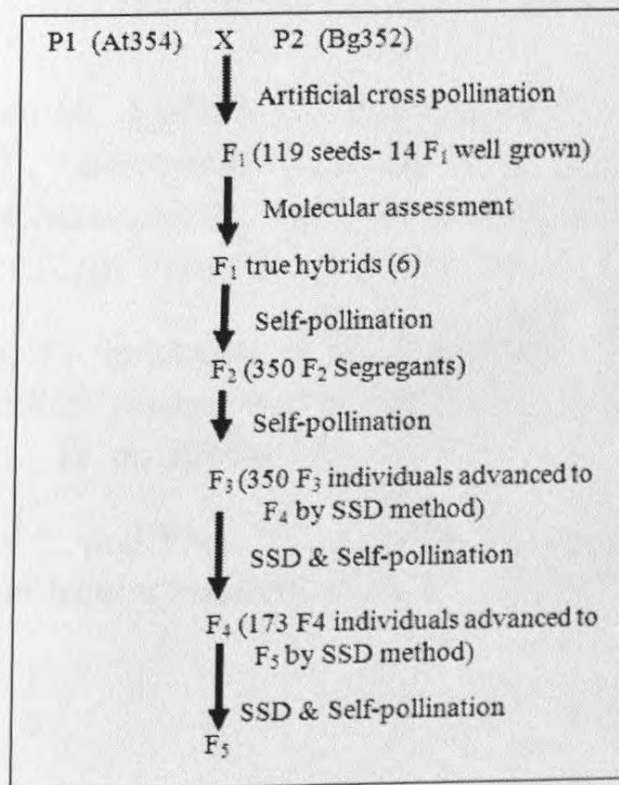 P1 (At354) X P2 (Bg352)
Artificial cross pollination
F₁ (119 seeds- 14 F₁ well grown)
Molecular assessment
F₁ true hybrids (6)
Self-pollination
F₂ (350 F₂ Segregants)
Self-pollination
F₃ (350 F₃ individuals advanced to
F₄ by SSD method)
SSD & Self-pollination
F₄ (173 F4 individuals advanced to
F₅ by SSD method)
SSD & Self-pollination
F₅